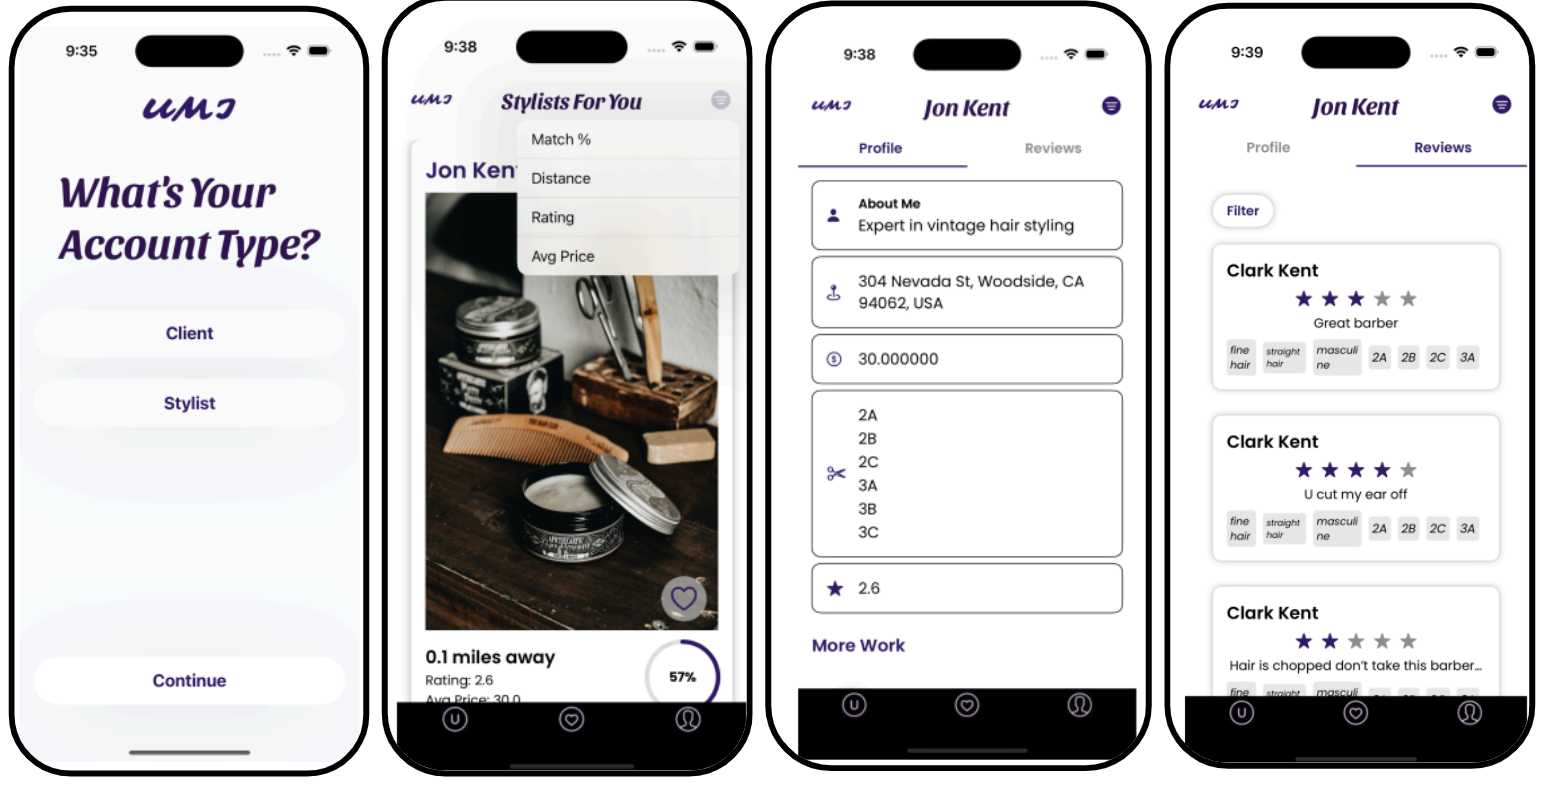 9:35
UMI
What's Your
Account Type?
Client
Stylist
Continue
9:38
UMI
Stylists For You
Match %
Distance
Rating
Avg Price
Jon Ken
0.1 miles away
Rating: 2.6
Avg Price: 30.0
57%
U
9:38
UMI
Jon Kent
Profile
Reviews
About Me
Expert in vintage hair styling
304 Nevada St, Woodside, CA
94062, USA
$
30.000000
2A
2B
2C
3A
3B
3C
2.6
More Work
U
9:39
UMI
Jon Kent
Profile
Reviews
Filter
Clark Kent
Great barber
fine hair
straight hair
masculi ne
2A 2B 2C 3A
Clark Kent
U cut my ear off
fine hair
straight hair
masculi ne
2A 2B 2C 3A
Clark Kent
Hair is chopped don't take this barber...
fine
straight
masculi
U